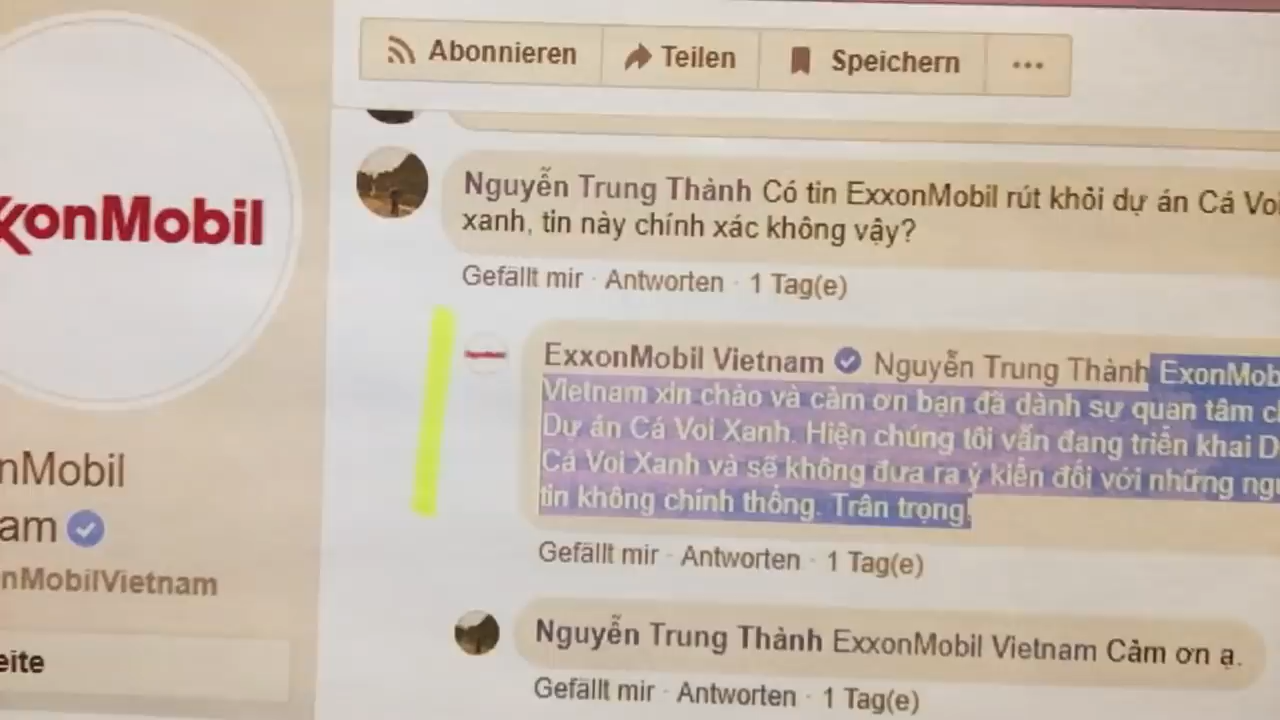 Abonnieren Teilen Speichern ...
xonMobil
Nguyễn Trung Thành Có tin ExxonMobil rút khỏi dự án Cá Vo
xanh, tin này chính xác không vậy?
Gefällt mir · Antworten · 1 Tag(e)
ExxonMobil Vietnam Nguyễn Trung Thành ExonMob
Vietnam xin chào và cảm ơn bạn đã dành sự quan tâm c
Dự án Cá Voi Xanh. Hiện chúng tôi vẫn đang triển khai D
Cá Voi Xanh và sẽ không đưa ra ý kiến đối với những ng
tin không chính thống. Trân trọng.
Gefällt mir · Antworten · 1 Tag(e)
nMobil
am
nMobilVietnam
eite
Nguyễn Trung Thành ExxonMobil Vietnam Cảm ơn ạ.
Gefällt mir · Antworten · 1 Tag(e)